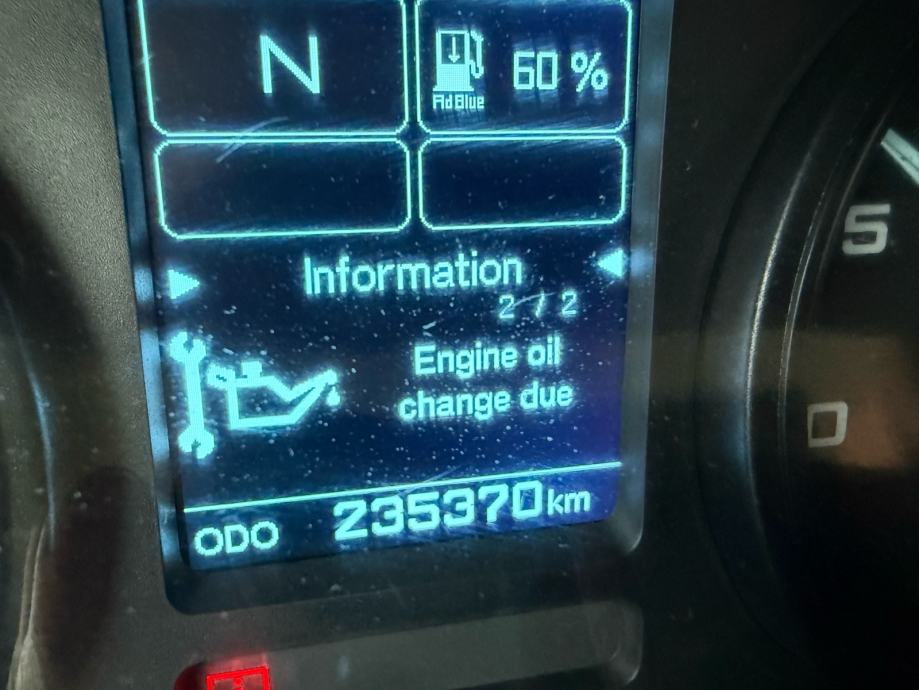 N
AdBlue
60 %
Information
2 / 2
Engine oil
change due
ODO 235370 km
5
0